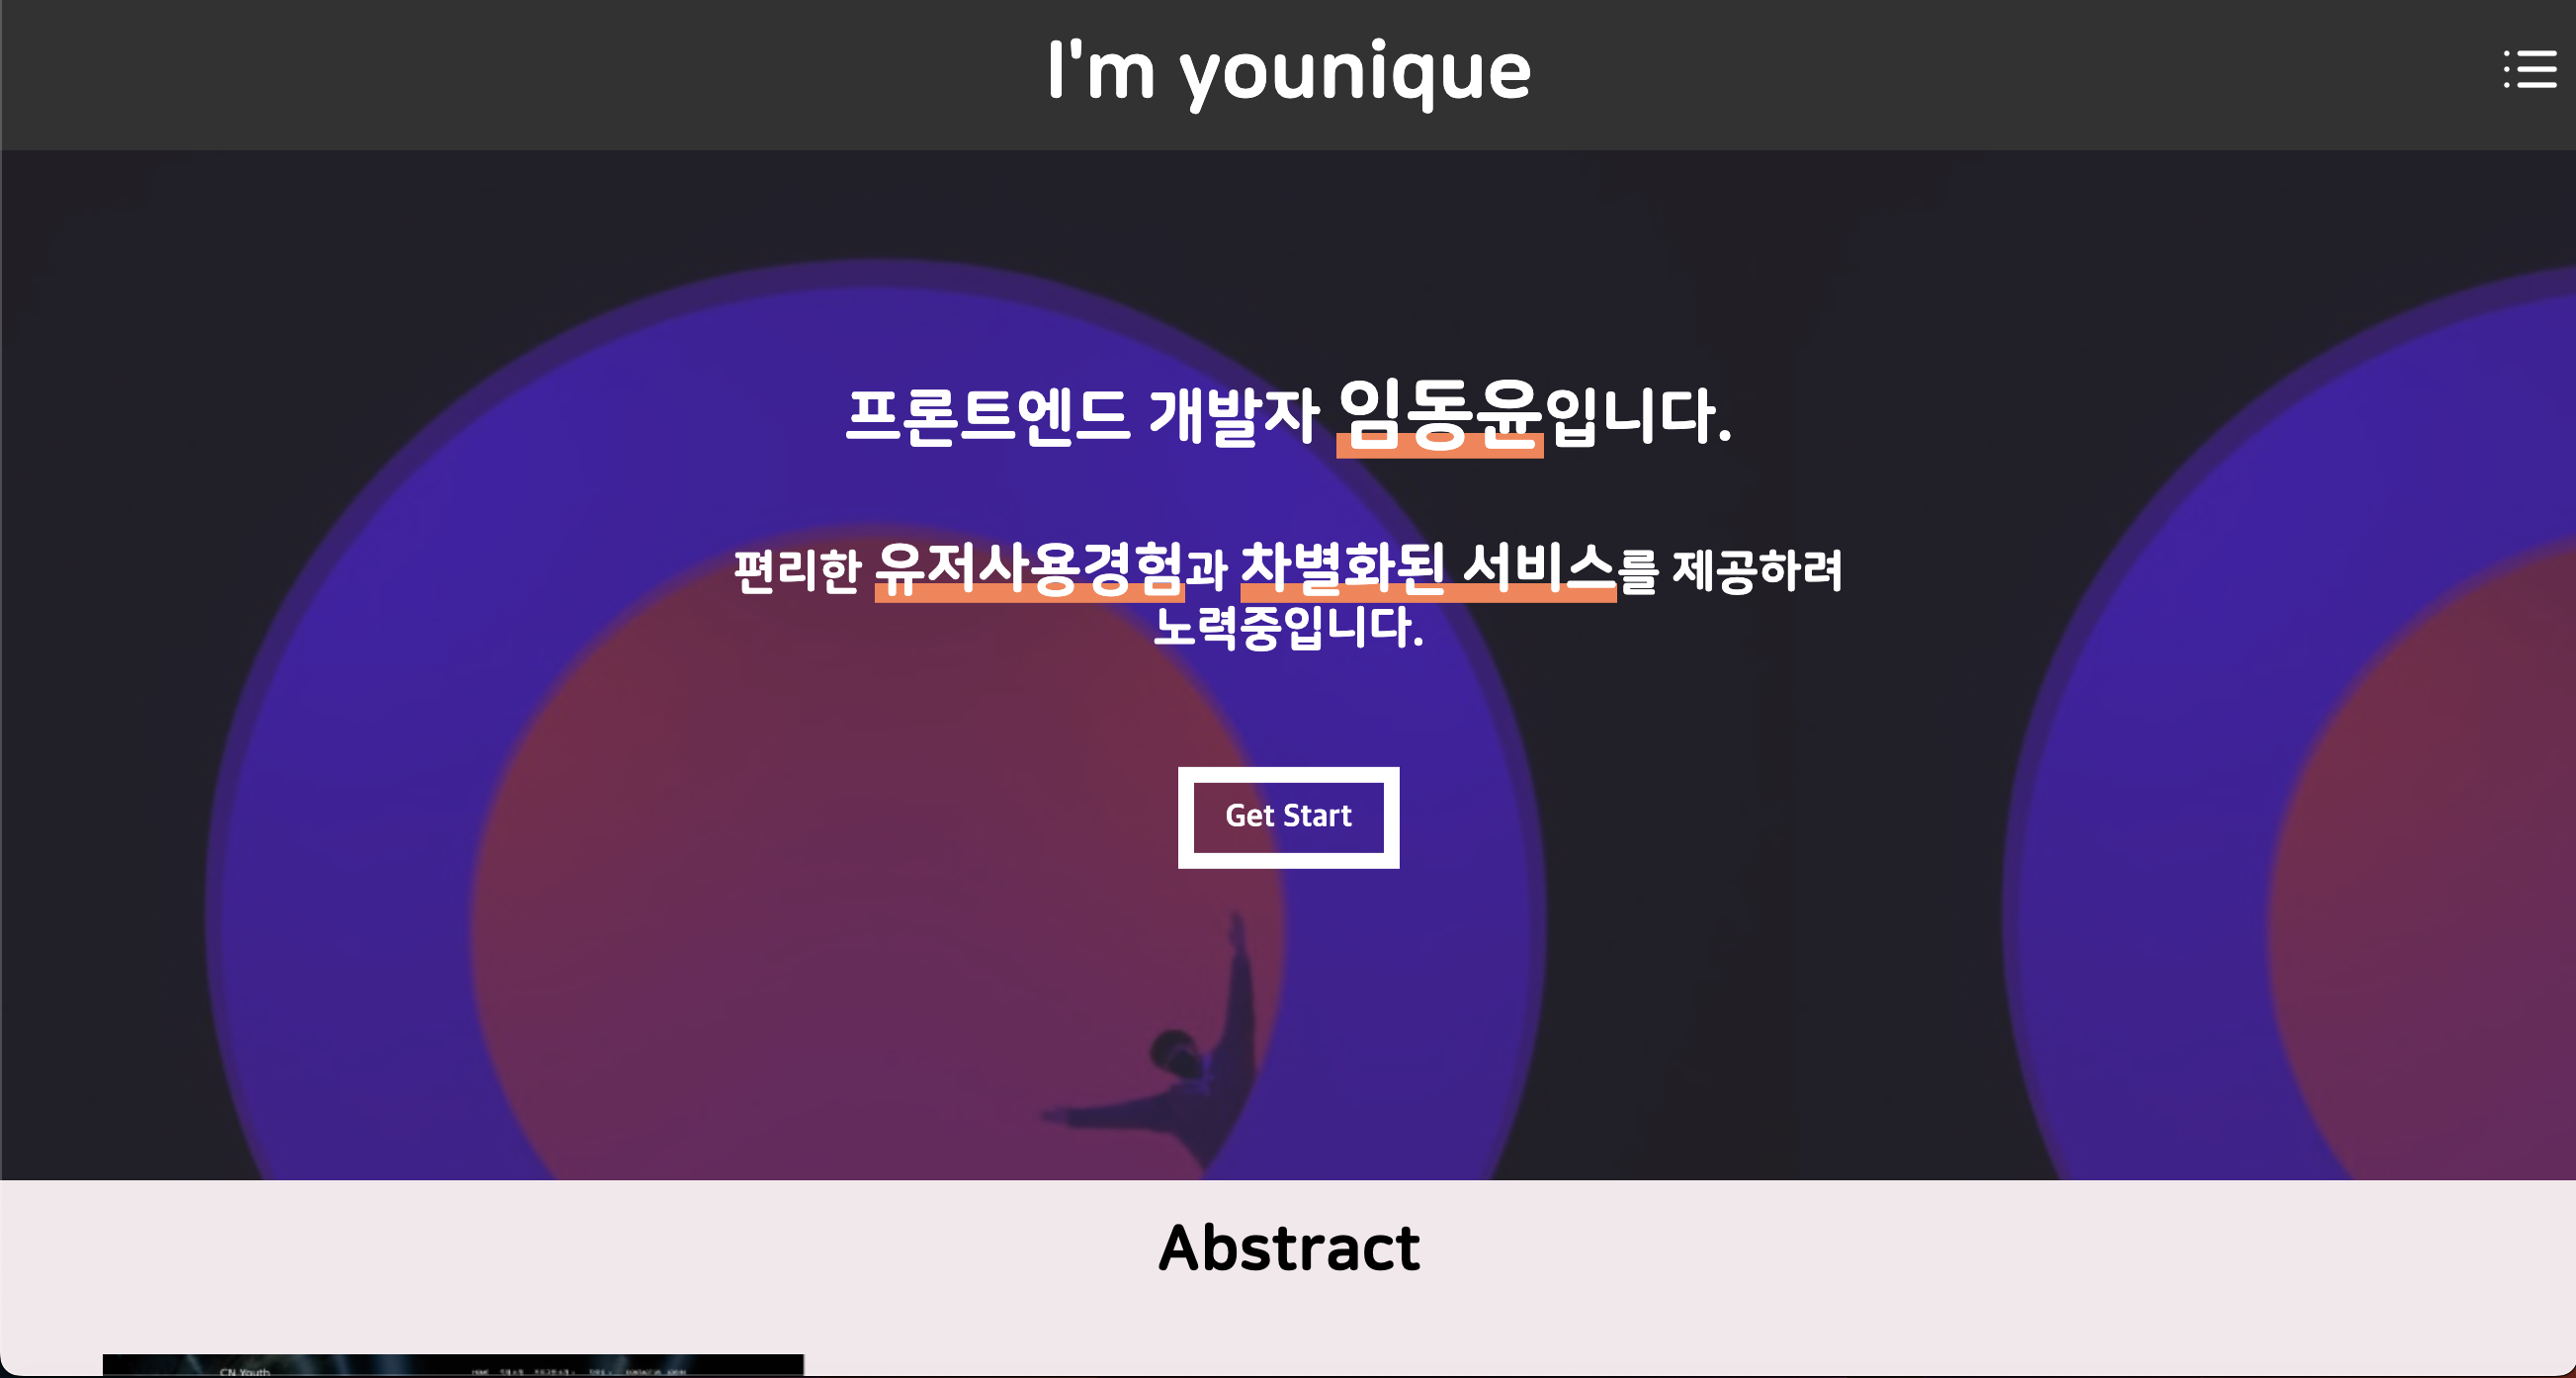 I'm younique
프론트엔드 개발자 임동윤입니다.
편리한 유저사용경험과 차별화된 서비스를 제공하려
노력중입니다.
Get Start
Abstract
CN Youth
HOME